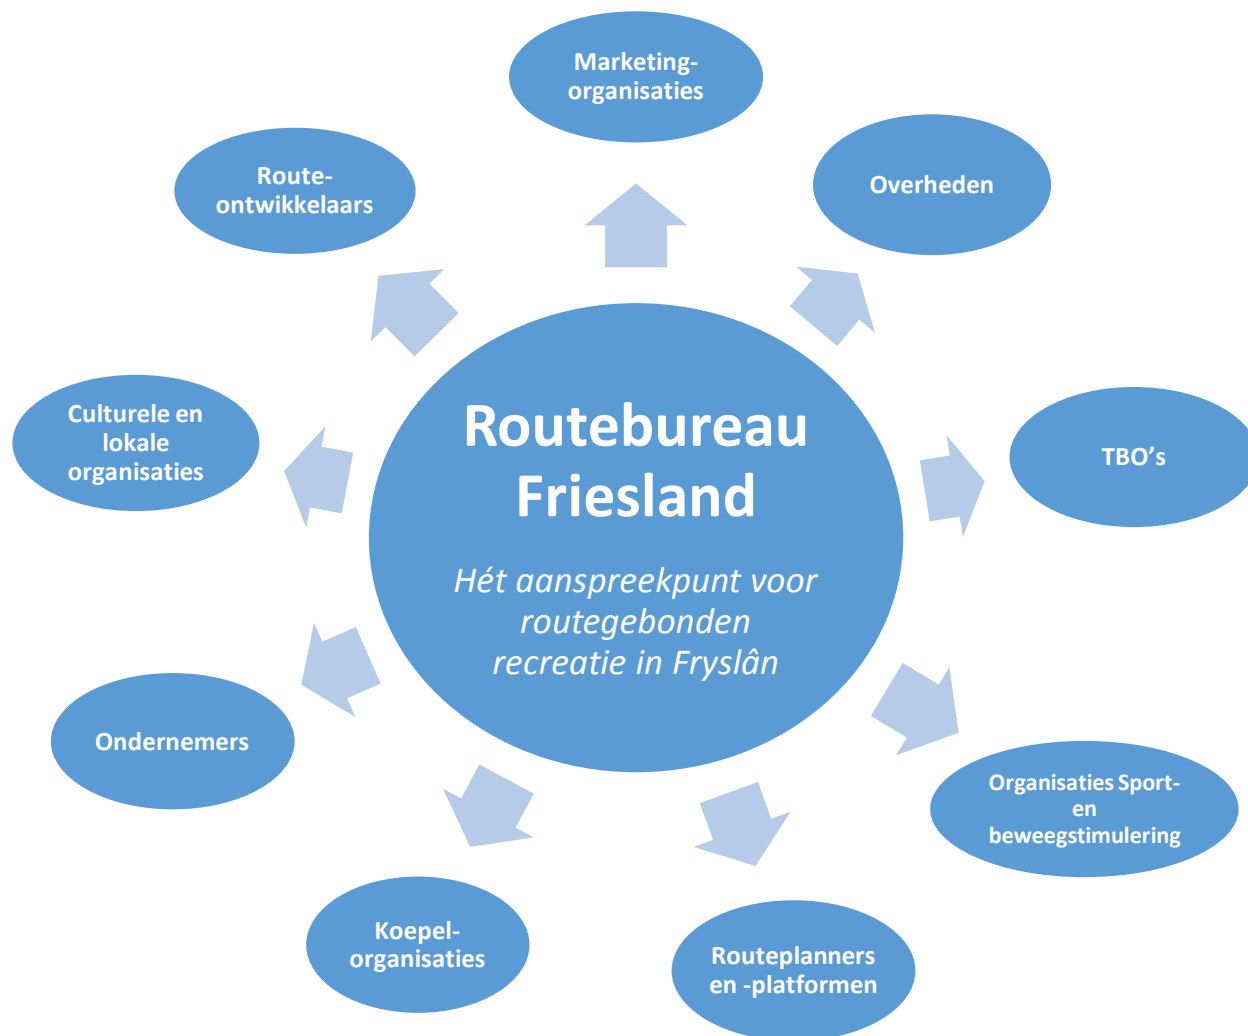 Marketing-
organisaties
Route-
ontwikkelaars
Overheden
Culturele en
lokale
organisaties
Routebureau
Friesland
Hét aanspreekpunt voor
routegebonden
recreatie in Fryslân
TBO’s
Ondernemers
Organisaties Sport-
en
beweegstimulering
Koepel-
organisaties
Routeplanners
en -platformen